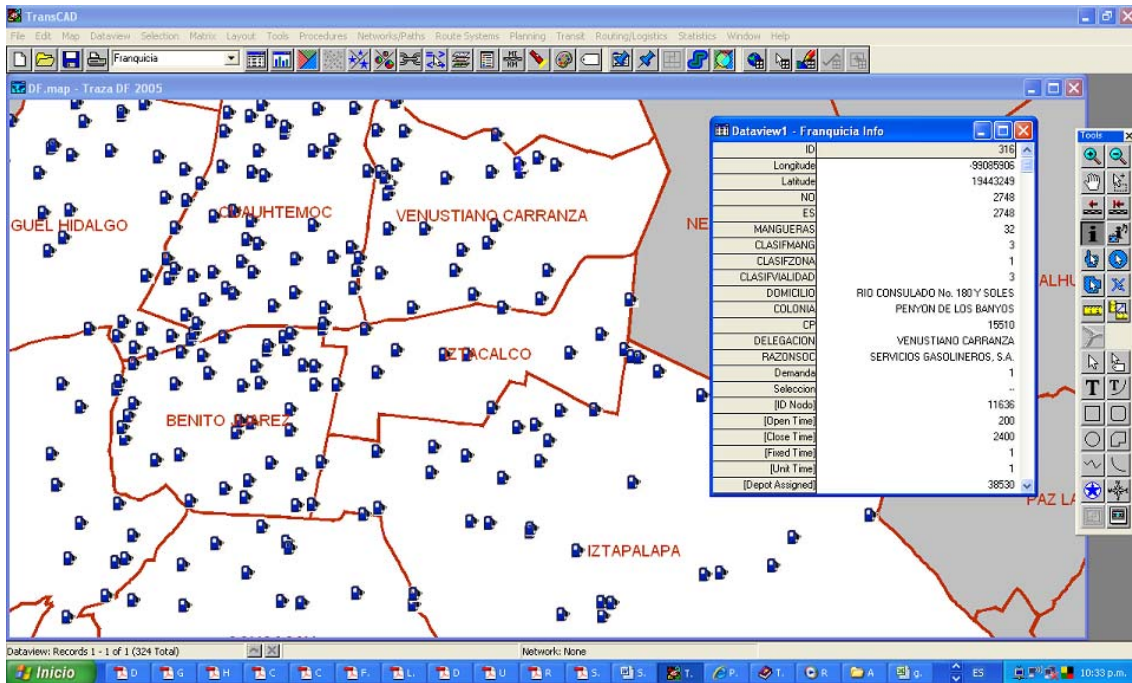 TransCAD
File Edit Map Dataview Selection Matrix Layout Tools Procedures Networks/Paths Route Systems Planning Transit Routing/Logistics Statistics Window Help
Franquicia
DF.map - Traza DF 2005
GUEL HIDALGO
CUAUHTEMOC
VENUSTIANO CARRANZA
NE
ALHU
IZTACALCO
BENITO JUAREZ
IZTAPALAPA
PAZ LA
Dataview1 - Franquicia Info
ID 316
Longitude -99085906
Latitude 19443249
NO 2748
ES 2748
MANGUERAS 32
CLASIFMANG 3
CLASIFZONA 1
CLASIFVIALIDAD 3
DOMICILIO RIO CONSULADO No. 180 Y SOLES
COLONIA PENYON DE LOS BANYOS
CP 15510
DELEGACION VENUSTIANO CARRANZA
RAZONSOC SERVICIOS GASOLINEROS, S.A.
Demanda 1
Seleccion --
[ID Nodo] 11636
[Open Time] 200
[Close Time] 2400
[Fixed Time] 1
[Unit Time] 1
[Depot Assigned] 38530
Tools
Dataview: Records 1 - 1 of 1 (324 Total)
Network: None
Inicio
D G H C C F. L. D U R S. S. T. P. T. R A g.
ES
10:33 p.m.